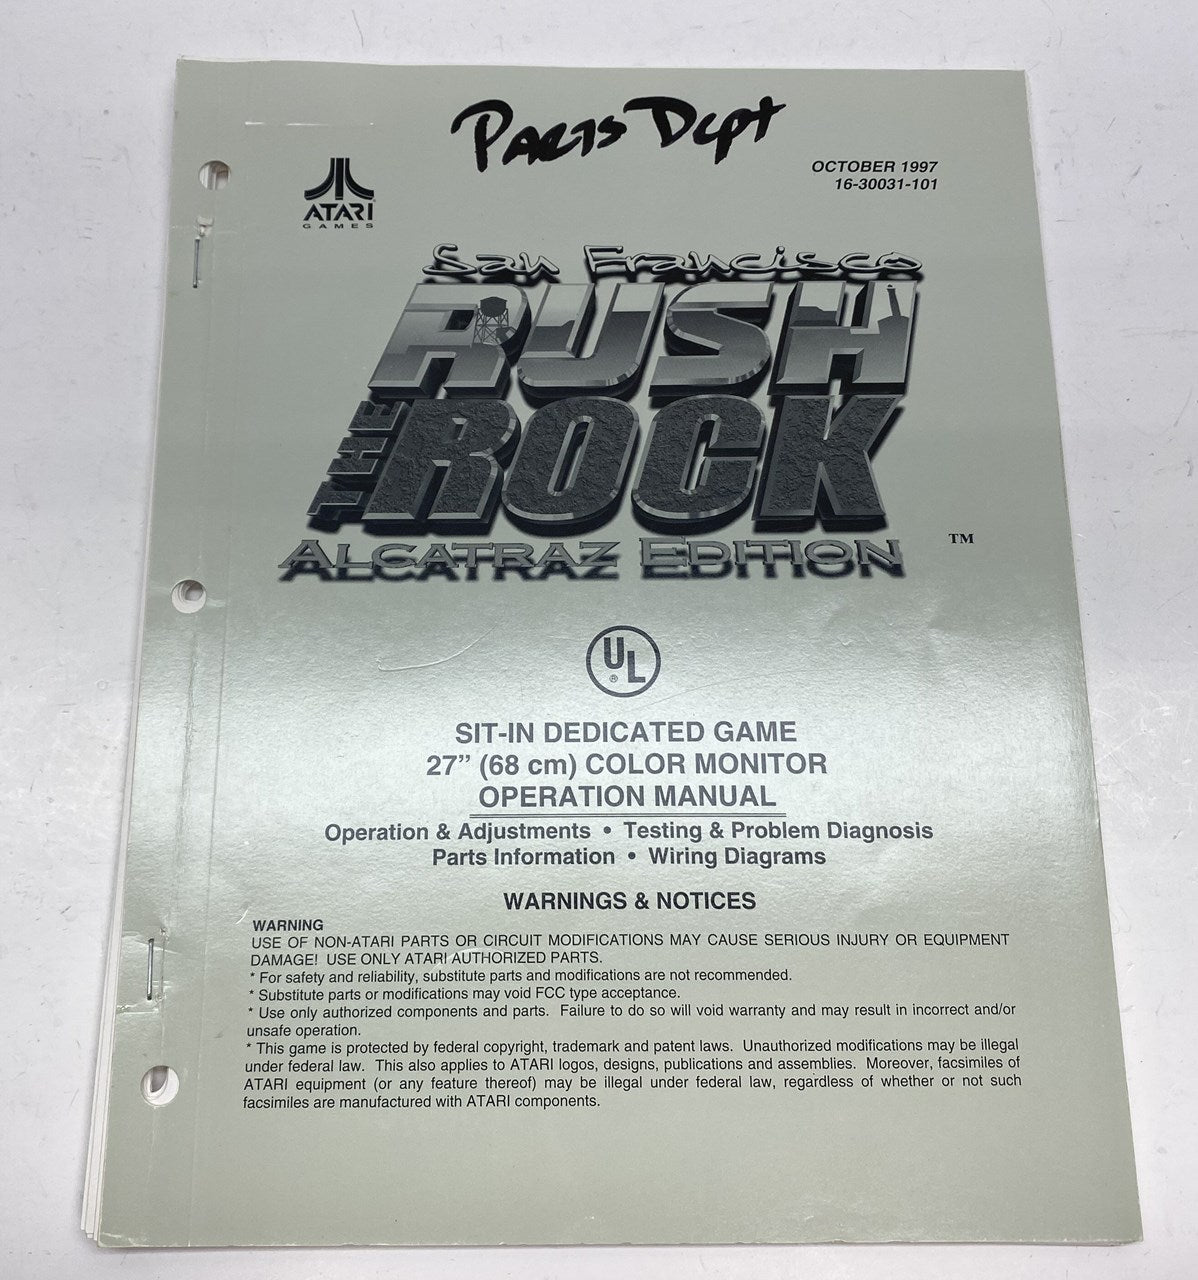 Parts Dept
OCTOBER 1997
16-30031-101
ATARI
GAMES
San Francisco
RUSH
THE
ROCK
ALCATRAZ EDITION
TM
UL
®
SIT-IN DEDICATED GAME
27” (68 cm) COLOR MONITOR
OPERATION MANUAL
Operation & Adjustments • Testing & Problem Diagnosis
Parts Information • Wiring Diagrams
WARNINGS & NOTICES
WARNING
USE OF NON-ATARI PARTS OR CIRCUIT MODIFICATIONS MAY CAUSE SERIOUS INJURY OR EQUIPMENT
DAMAGE! USE ONLY ATARI AUTHORIZED PARTS.
* For safety and reliability, substitute parts and modifications are not recommended.
* Substitute parts or modifications may void FCC type acceptance.
* Use only authorized components and parts. Failure to do so will void warranty and may result in incorrect and/or
unsafe operation.
* This game is protected by federal copyright, trademark and patent laws. Unauthorized modifications may be illegal
under federal law. This also applies to ATARI logos, designs, publications and assemblies. Moreover, facsimiles of
ATARI equipment (or any feature thereof) may be illegal under federal law, regardless of whether or not such
facsimiles are manufactured with ATARI components.